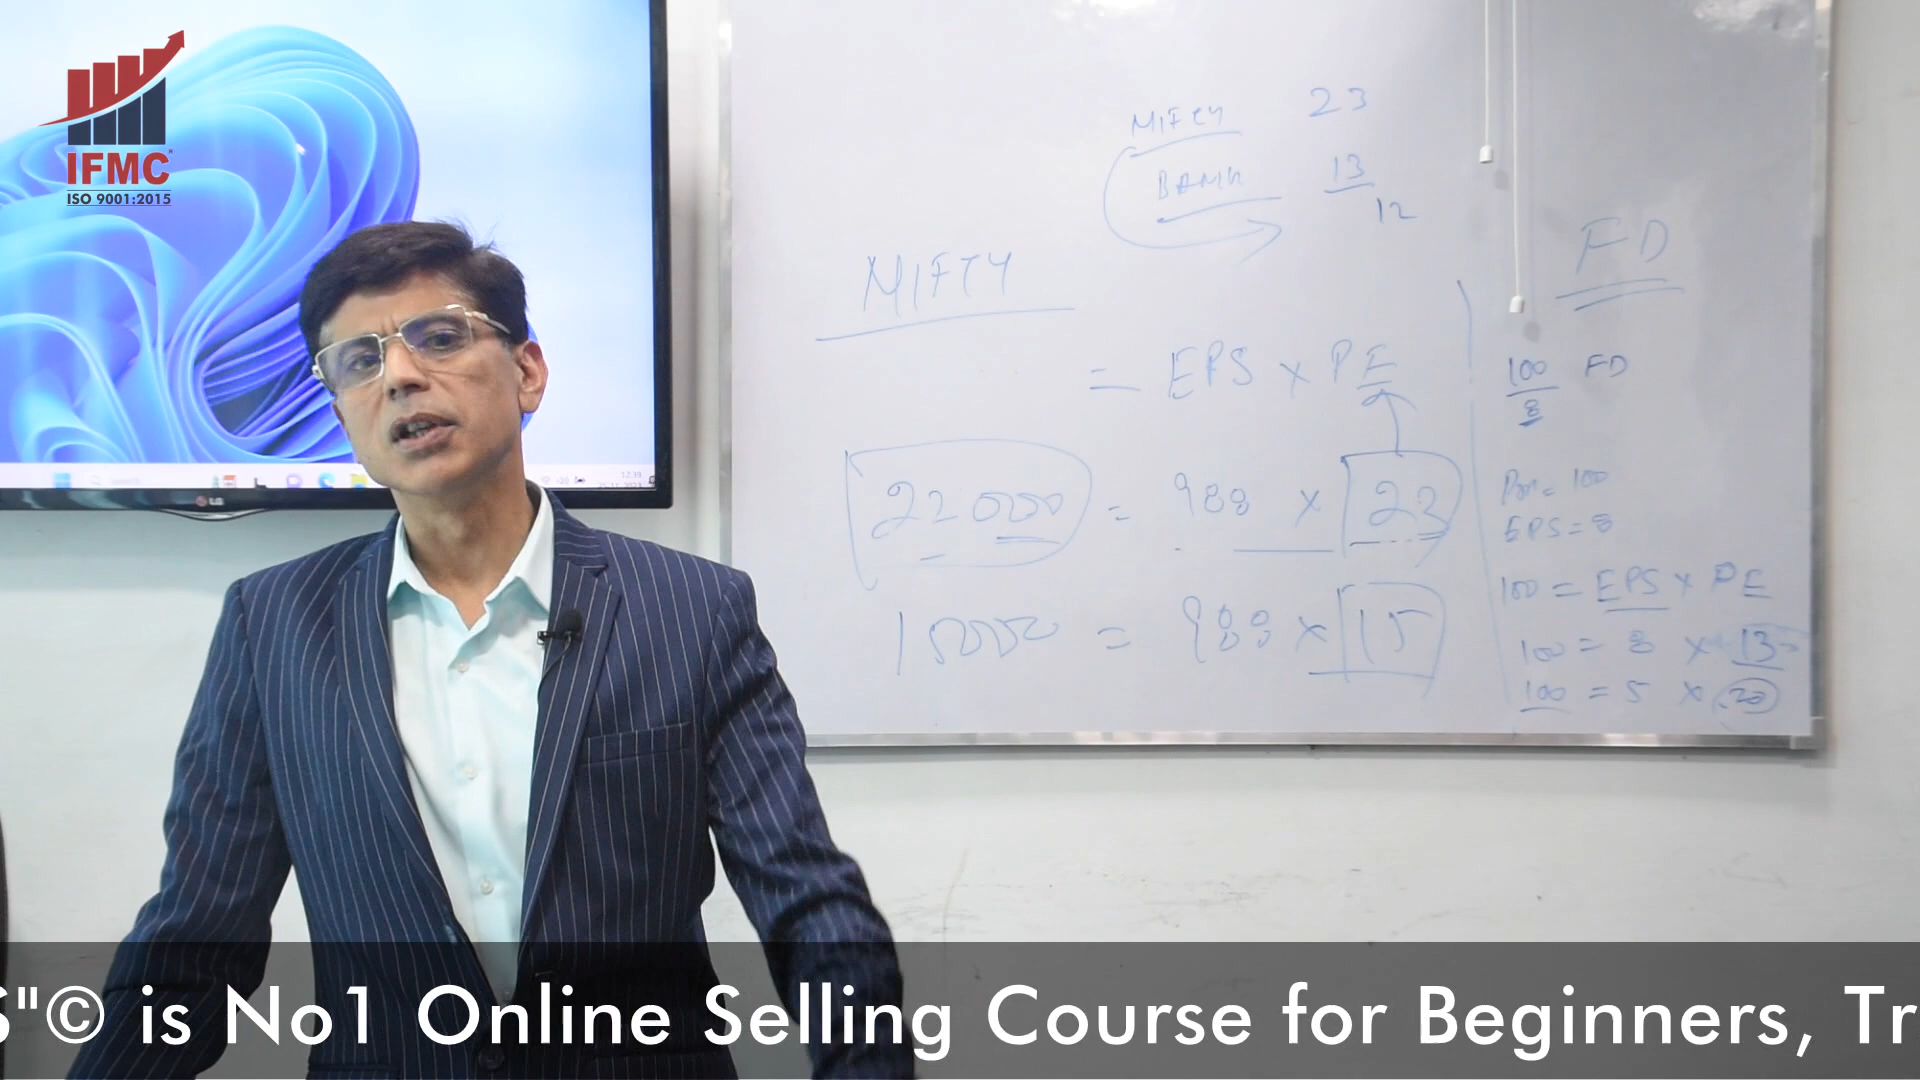 IFMC
ISO 9001:2015
LG
NIFTY 23
BANK 13
12
NIFTY
= EPS x PE
22000 = 988 x 23
15000 = 988 x 15
FD
100 FD
8
100
EPS = 8
100 = EPS x PE
100 = 8 x 13
100 = 5 x 20
S"© is No1 Online Selling Course for Beginners, Tr